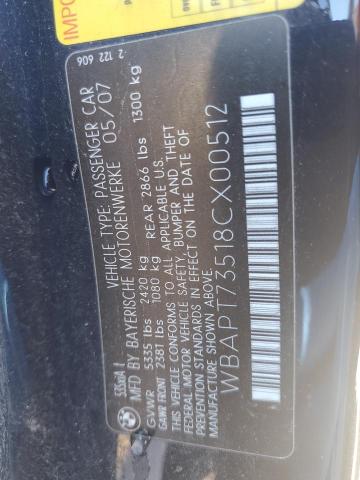 IMPO
2 122 606
535xiA I
VEHICLE TYPE: PASSENGER CAR
MFD BY BAYERISCHE MOTORENWERKE 05/07
GVWR 5335 lbs 2420 kg
GAWR FRONT 2381 lbs 1080 kg REAR 2866 lbs 1300 kg
THIS VEHICLE CONFORMS TO ALL APPLICABLE U.S.
FEDERAL MOTOR VEHICLE SAFETY, BUMPER, AND THEFT
PREVENTION STANDARDS IN EFFECT ON THE DATE OF
MANUFACTURE SHOWN ABOVE
WBAPT73518CX00512